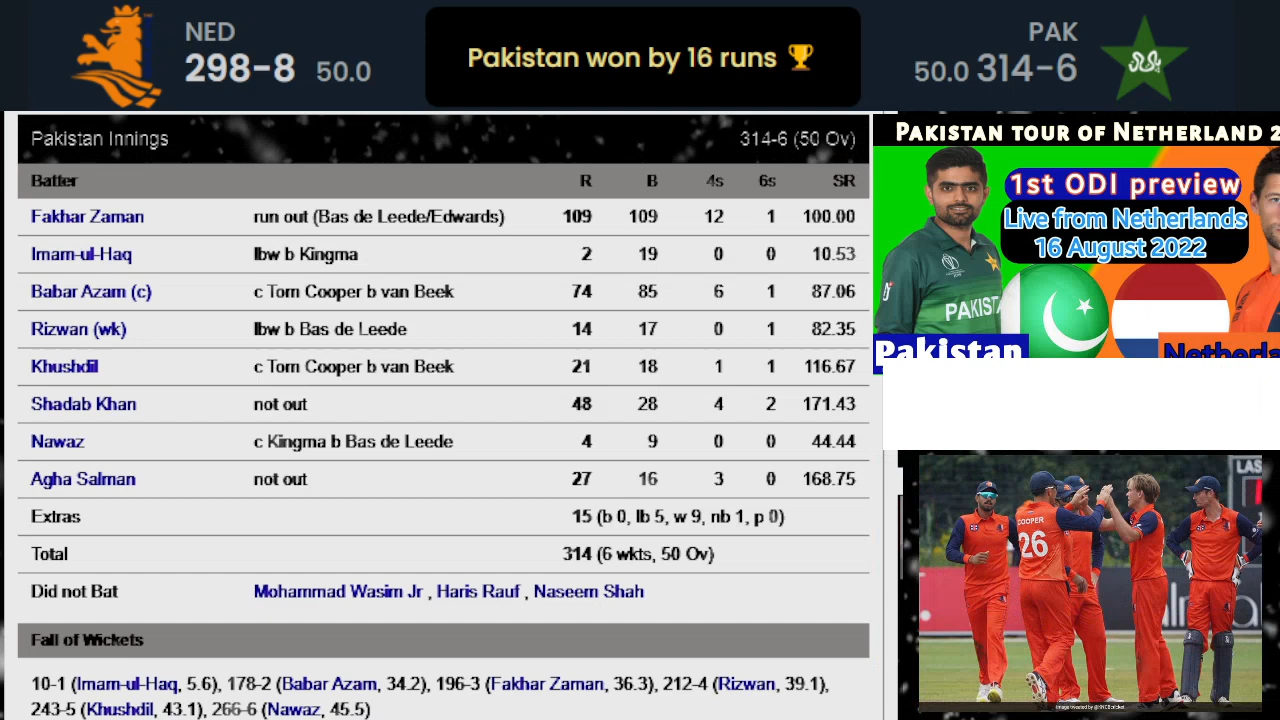 NED
298-8 50.0
Pakistan won by 16 runs 🏆
PAK
50.0 314-6
Pakistan Innings 314-6 (50 Ov)
Batter R B 4s 6s SR
Fakhar Zaman run out (Bas de Leede/Edwards) 109 109 12 1 100.00
Imam-ul-Haq lbw b Kingma 2 19 0 0 10.53
Babar Azam (c) c Tom Cooper b van Beek 74 85 6 1 87.06
Rizwan (wk) lbw b Bas de Leede 14 17 0 1 82.35
Khushdil c Tom Cooper b van Beek 21 18 1 1 116.67
Shadab Khan not out 48 28 4 2 171.43
Nawaz c Kingma b Bas de Leede 4 9 0 0 44.44
Agha Salman not out 27 16 3 0 168.75
Extras 15 (b 0, lb 5, w 9, nb 1, p 0)
Total 314 (6 wkts, 50 Ov)
Did not Bat Mohammad Wasim Jr , Haris Rauf , Naseem Shah
Fall of Wickets
10-1 (Imam-ul-Haq, 5.6), 178-2 (Babar Azam, 34.2), 196-3 (Fakhar Zaman, 36.3), 212-4 (Rizwan, 39.1),
243-5 (Khushdil, 43.1), 266-6 (Nawaz, 45.5)
PAKISTAN TOUR OF NETHERLAND 2
1st ODI preview
Live from Netherlands
16 August 2022
PAKISTA
Pakistan
Netherla
LAS
COOPER
26